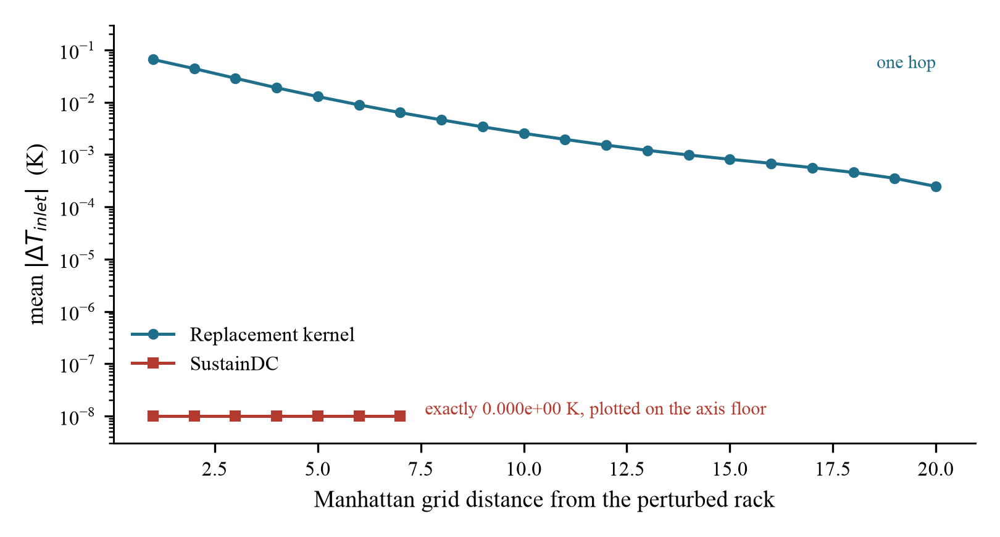 mean |ΔT_{inlet}| (K)
10⁻¹
10⁻²
10⁻³
10⁻⁴
10⁻⁵
10⁻⁶
10⁻⁷
10⁻⁸
one hop
Replacement kernel
SustainDC
exactly 0.000e+00 K, plotted on the axis floor
2.5 5.0 7.5 10.0 12.5 15.0 17.5 20.0
Manhattan grid distance from the perturbed rack